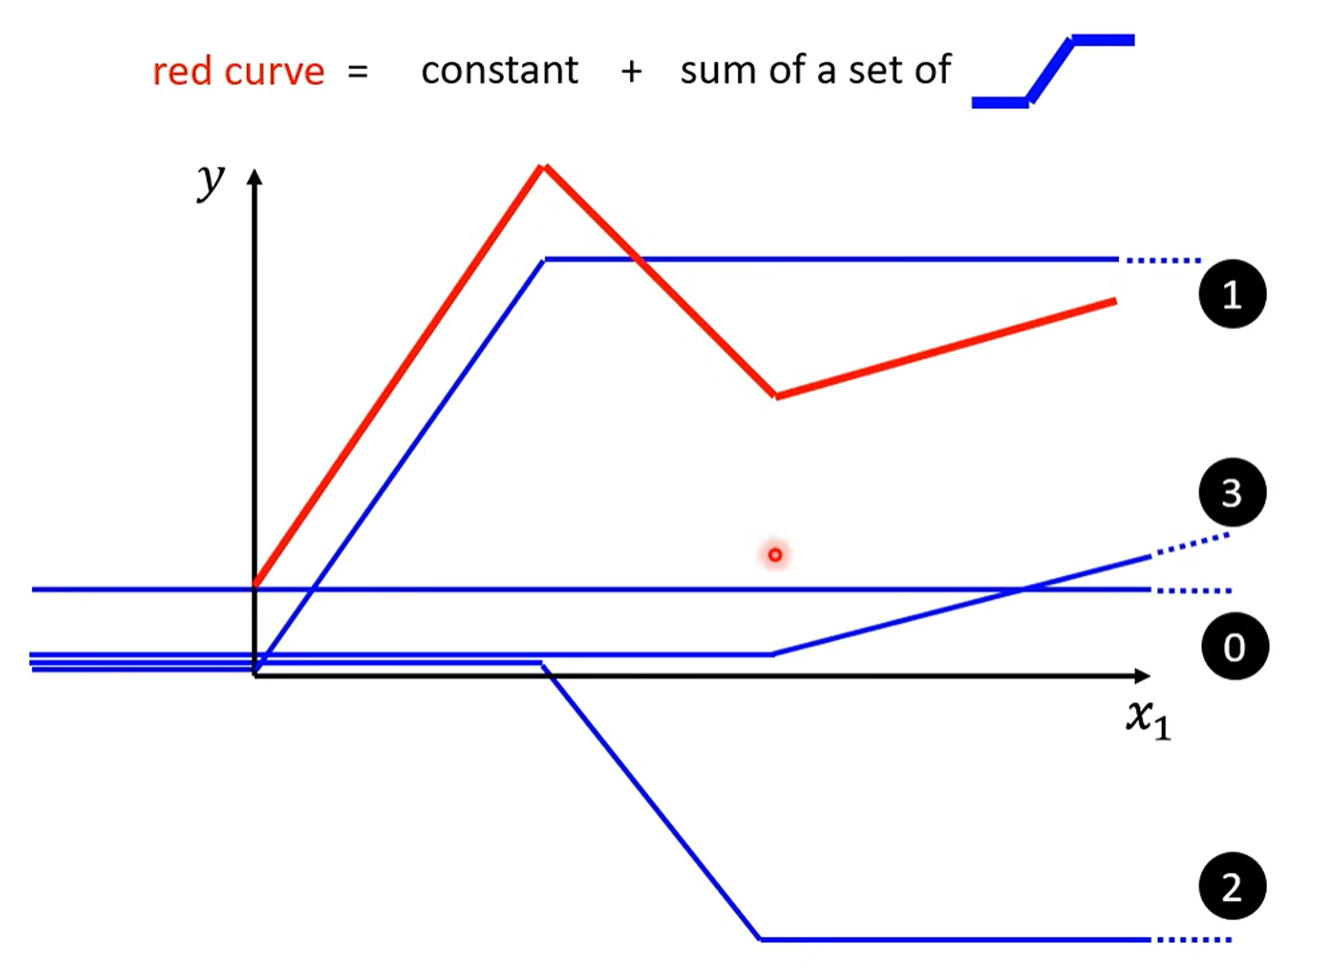 red curve = constant + sum of a set of
y
1
3
0
x₁
2